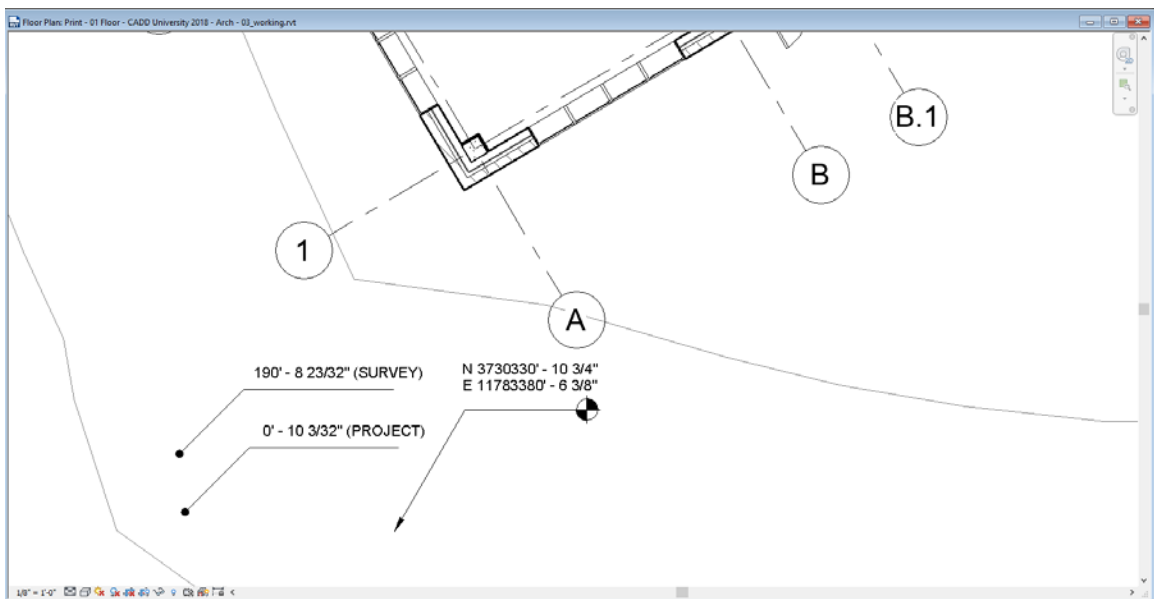 Floor Plan: Print - 01 Floor - CADD University 2018 - Arch - 03_working.rvt
B.1
B
1
A
190' - 8 23/32" (SURVEY)
N 3730330' - 10 3/4"
E 11783380' - 6 3/8"
0' - 10 3/32" (PROJECT)
1/8" = 1'-0"